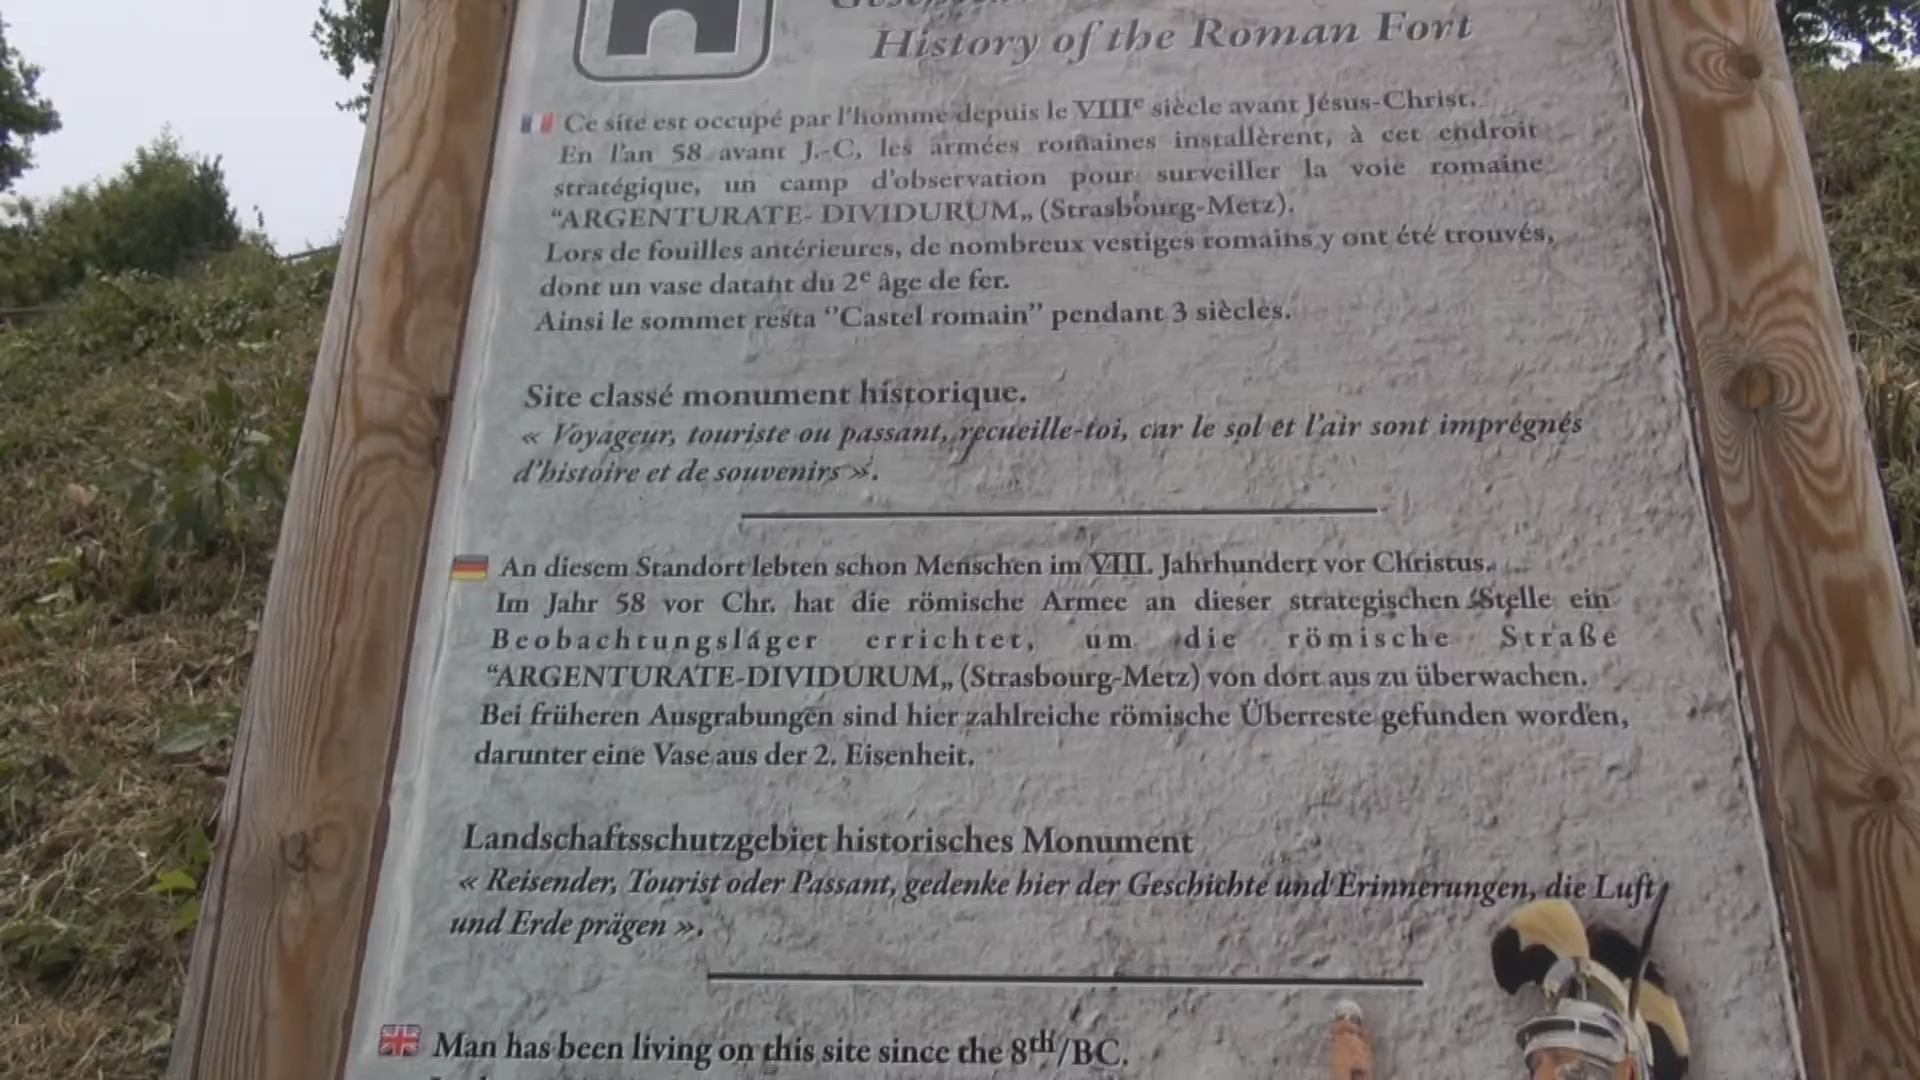 History of the Roman Fort
Ce site est occupé par l'homme depuis le VIIIe siècle avant Jésus-Christ.
En l'an 58 avant J.-C, les armées romaines installèrent, à cet endroit
stratégique, un camp d'observation pour surveiller la voie romaine
“ARGENTURATE- DIVIDURUM„ (Strasbourg-Metz).
Lors de fouilles antérieures, de nombreux vestiges romains y ont été trouvés,
dont un vase datant du 2e âge de fer.
Ainsi le sommet resta ‘’Castel romain’’ pendant 3 siècles.
Site classé monument historique.
« Voyageur, touriste ou passant, recueille-toi, car le sol et l'air sont imprégnés
d'histoire et de souvenirs ».
An diesem Standort lebten schon Menschen im VIII. Jahrhundert vor Christus.
Im Jahr 58 vor Chr. hat die römische Armee an dieser strategischen Stelle ein
Beobachtungslager errichtet, um die römische Straße
“ARGENTURATE-DIVIDURUM„ (Strasbourg-Metz) von dort aus zu überwachen.
Bei früheren Ausgrabungen sind hier zahlreiche römische Überreste gefunden worden,
darunter eine Vase aus der 2. Eisenheit.
Landschaftsschutzgebiet historisches Monument
« Reisender, Tourist oder Passant, gedenke hier der Geschichte und Erinnerungen, die Luft
und Erde prägen ».
Man has been living on this site since the 8th/BC.